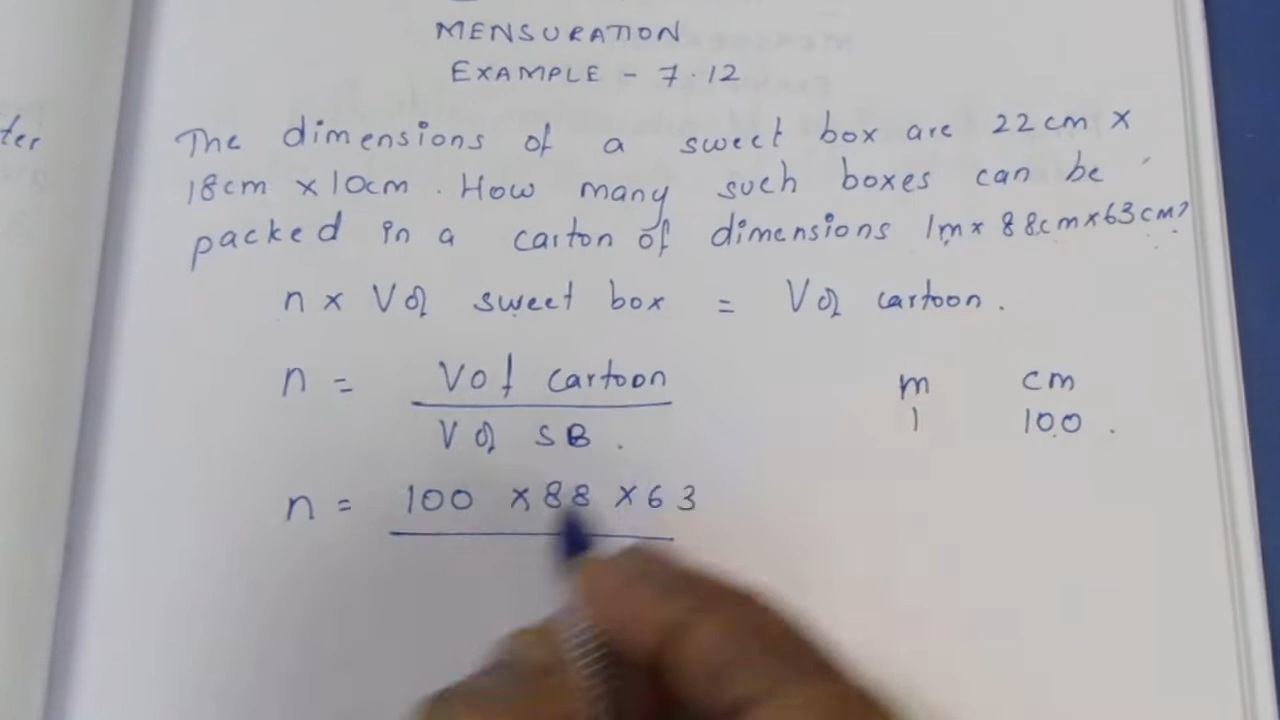 MENSURATION
EXAMPLE - 7.12
ter
The dimensions of a sweet box are 22cm x
18cm x 10cm. How many such boxes can be
packed in a carton of dimensions 1m x 88cm x 63cm?
n x V of sweet box = V of cartoon.
n = V of cartoon
V of SB.
m cm
1 100.
n = 100 x 88 x 63